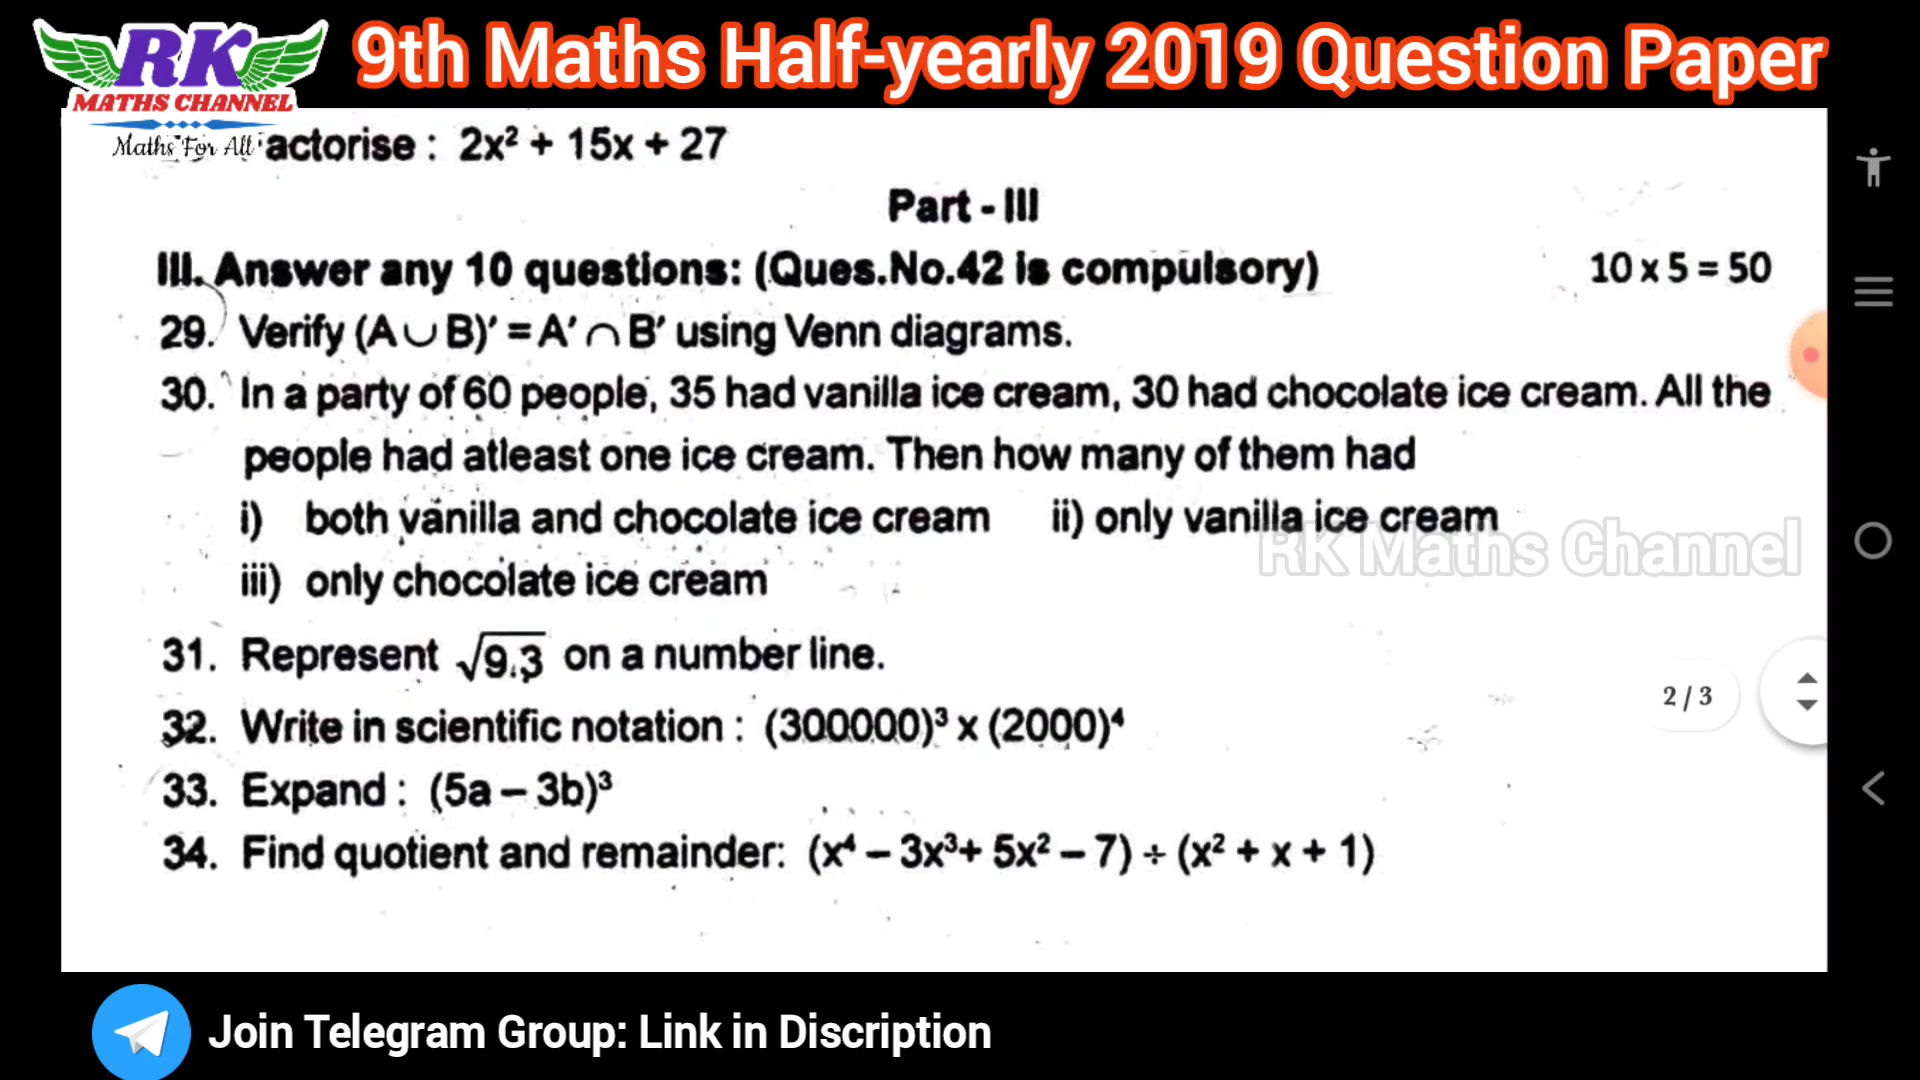 RK
MATHS CHANNEL
Maths For All
9th Maths Half-yearly 2019 Question Paper
actorise : 2x² + 15x + 27
Part - III
III. Answer any 10 questions: (Ques.No.42 is compulsory) 10 x 5 = 50
29. Verify (A ∪ B)′ = A′ ∩ B′ using Venn diagrams.
30. In a party of 60 people, 35 had vanilla ice cream, 30 had chocolate ice cream. All the
people had atleast one ice cream. Then how many of them had
i) both vanilla and chocolate ice cream ii) only vanilla ice cream
RK Maths Channel
iii) only chocolate ice cream
31. Represent √9.3 on a number line.
2 / 3
32. Write in scientific notation : (300000)³ x (2000)⁴
33. Expand : (5a – 3b)³
34. Find quotient and remainder: (x⁴ – 3x³+ 5x² – 7) ÷ (x² + x + 1)
Join Telegram Group: Link in Discription